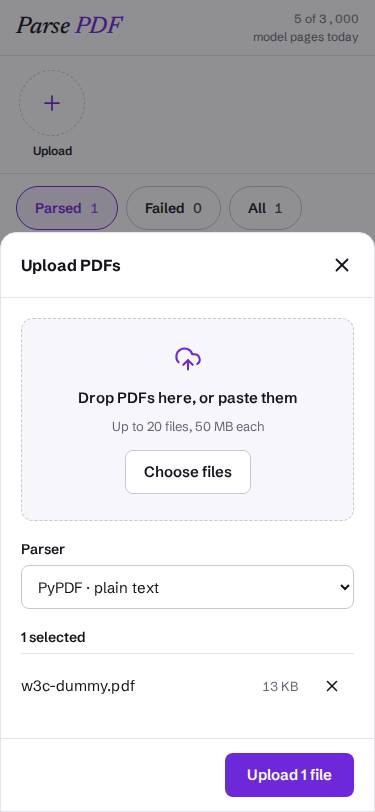 Parse PDF
5 of 3,000
model pages today
Upload
Parsed 1
Failed 0
All 1
Upload PDFs
Drop PDFs here, or paste them
Up to 20 files, 50 MB each
Choose files
Parser
PyPDF · plain text
1 selected
w3c-dummy.pdf 13 KB
Upload 1 file